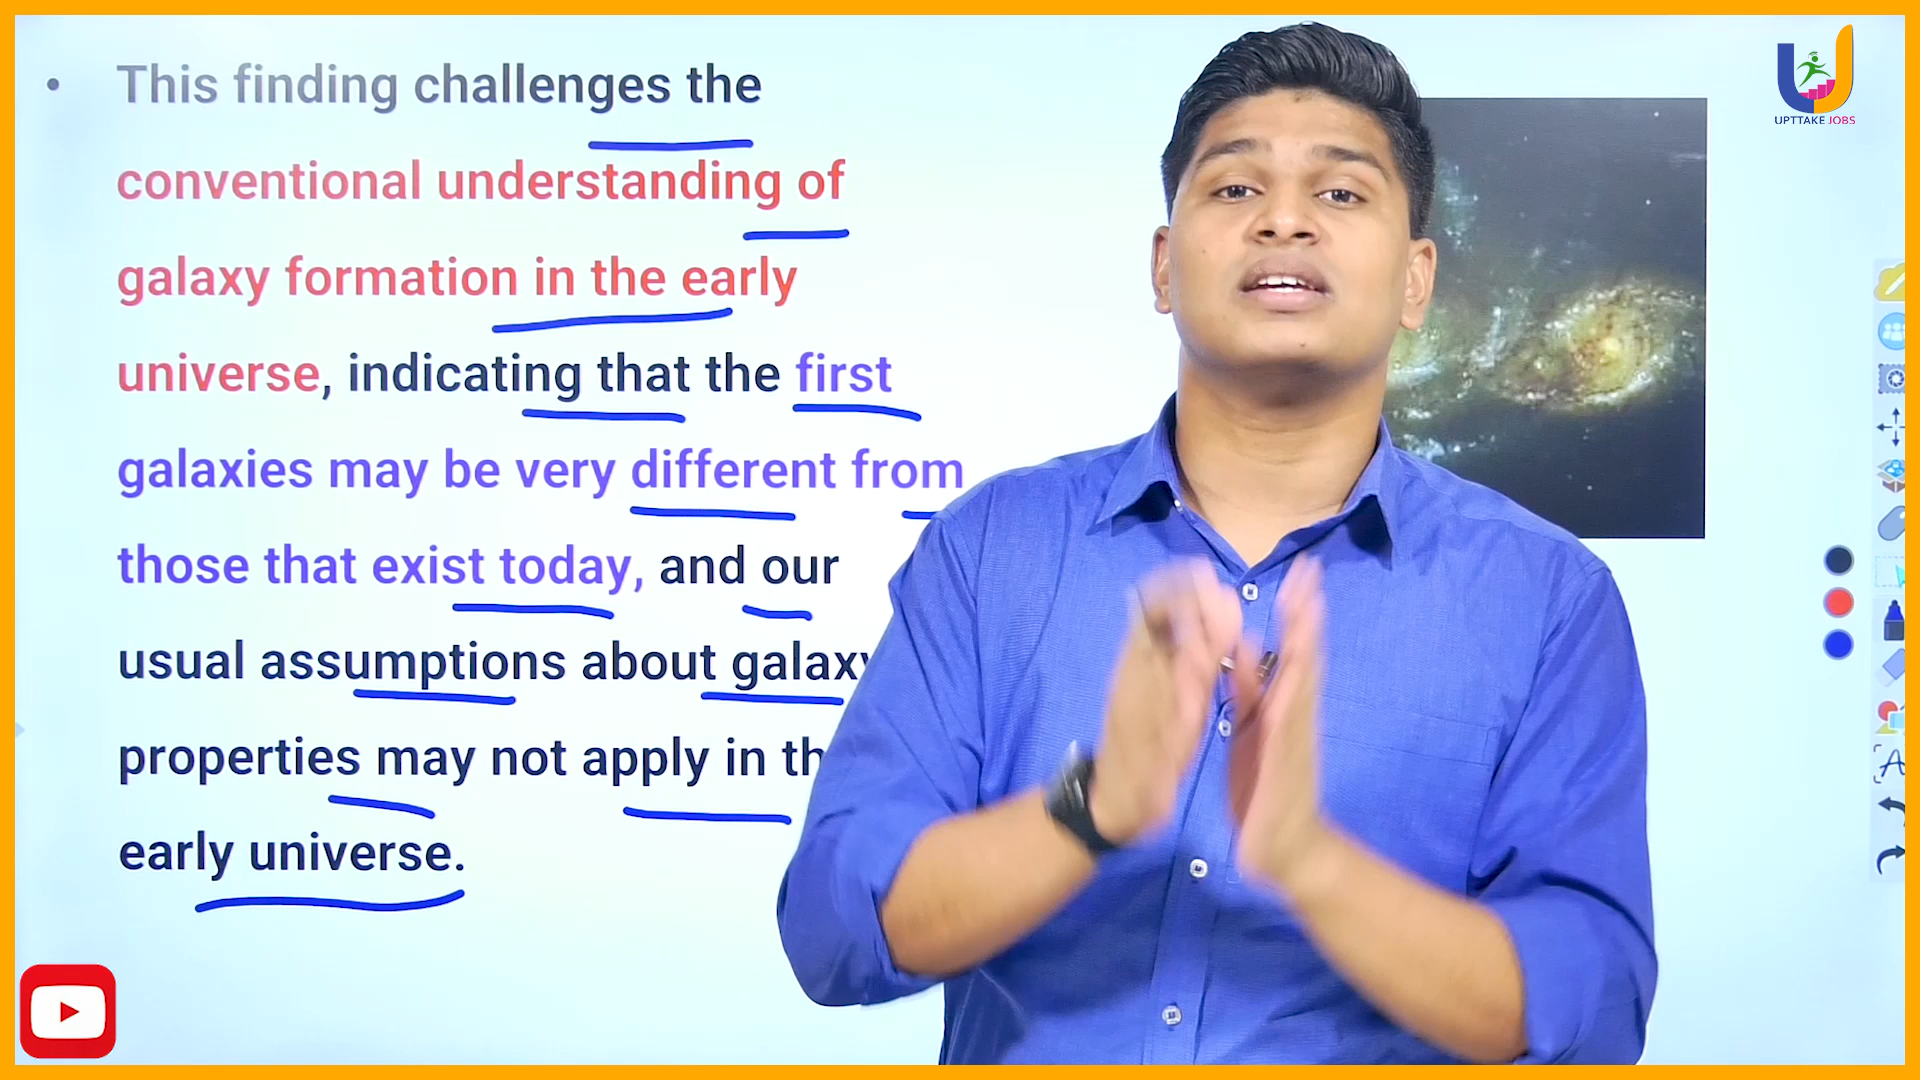 • This finding challenges the
conventional understanding of
galaxy formation in the early
universe, indicating that the first
galaxies may be very different from
those that exist today, and our
usual assumptions about galaxy
properties may not apply in
early universe.
UPTTAKE JOBS
A